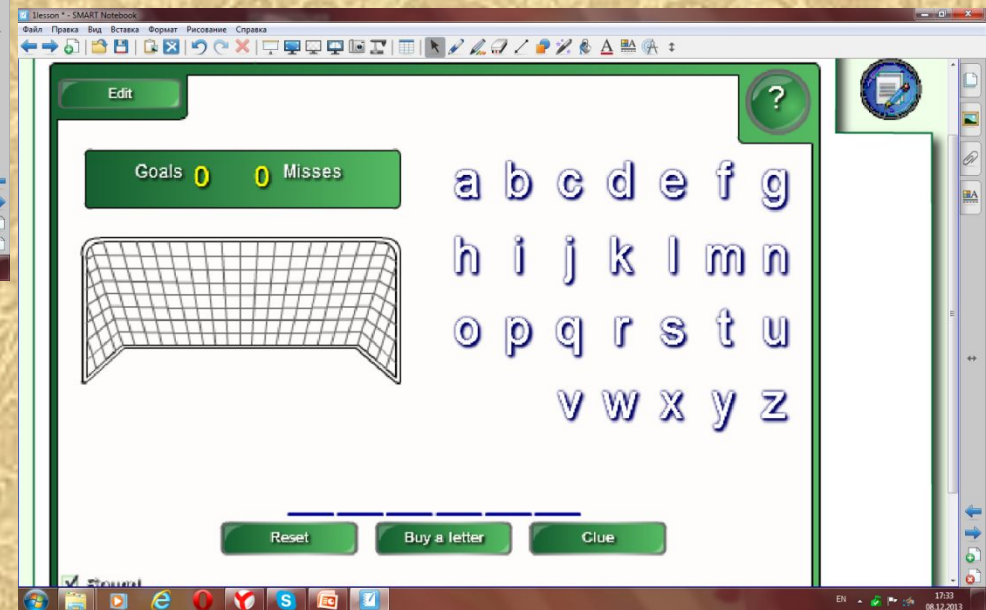 1lesson * - SMART Notebook
Файл Правка Вид Вставка Формат Рисование Справка
Edit
?
Goals 0 0 Misses
a b c d e f g
h i j k l m n
o p q r s t u
v w x y z
Reset Buy a letter Clue
EN 17:33
08.12.2013